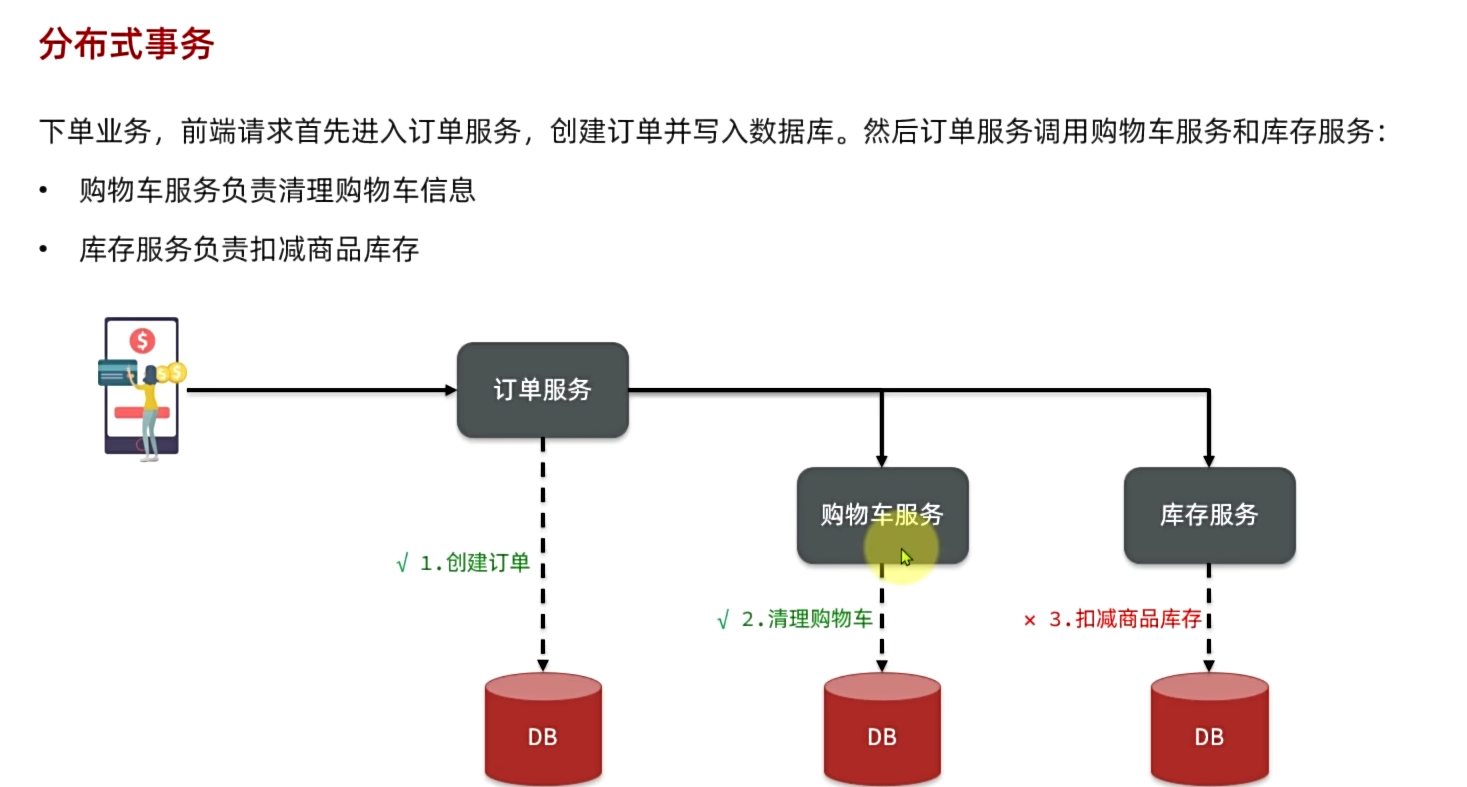 分布式事务
下单业务，前端请求首先进入订单服务，创建订单并写入数据库。然后订单服务调用购物车服务和库存服务：
• 购物车服务负责清理购物车信息
• 库存服务负责扣减商品库存
$
$ $
订单服务
购物车服务
库存服务
√ 1.创建订单
√ 2.清理购物车
× 3.扣减商品库存
DB
DB
DB